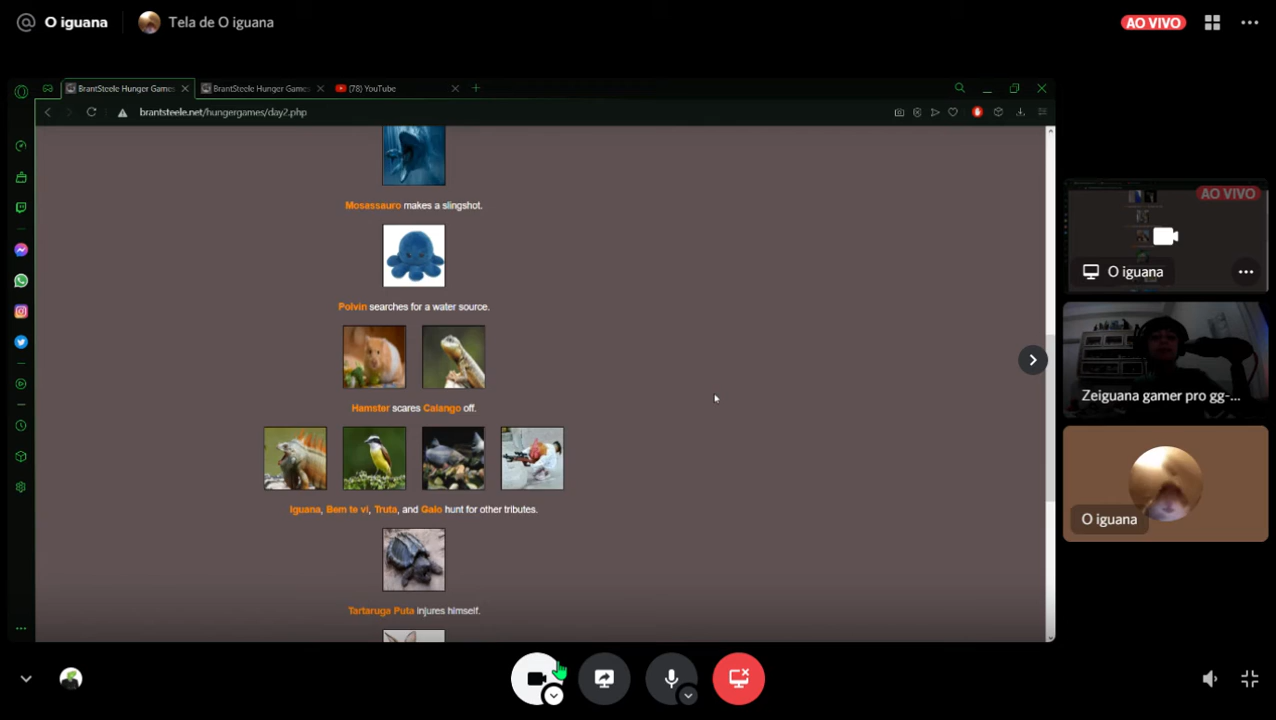 O iguana
Tela de O iguana
AO VIVO
BrantSteele Hunger Games
BrantSteele Hunger Games
(78) YouTube
brantsteele.net/hungergames/day2.php
Mosassauro makes a slingshot.
Polvin searches for a water source.
Hamster scares Calango off.
Iguana, Bem te vi, Truta, and Galo hunt for other tributes.
Tartaruga Puta injures himself.
AO VIVO
O iguana
Zeiguana gamer pro gg-...
O iguana